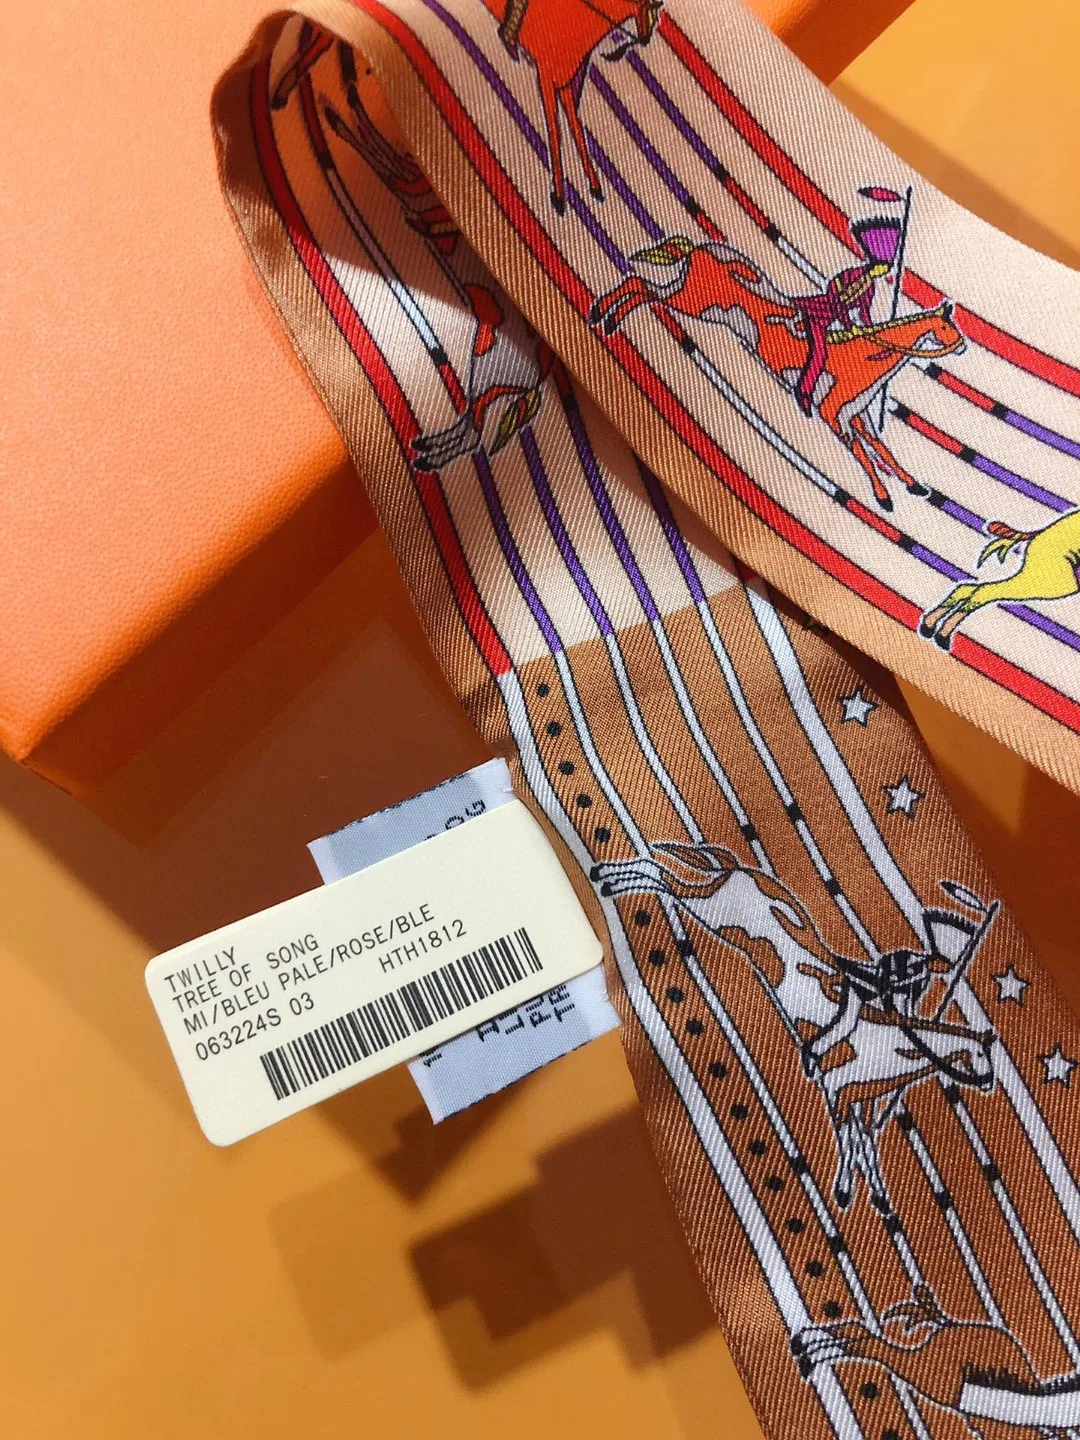 TWILLY
TREE OF SONG
MI/BLEU PALE/ROSE/BLE
063224S 03
HTH1812